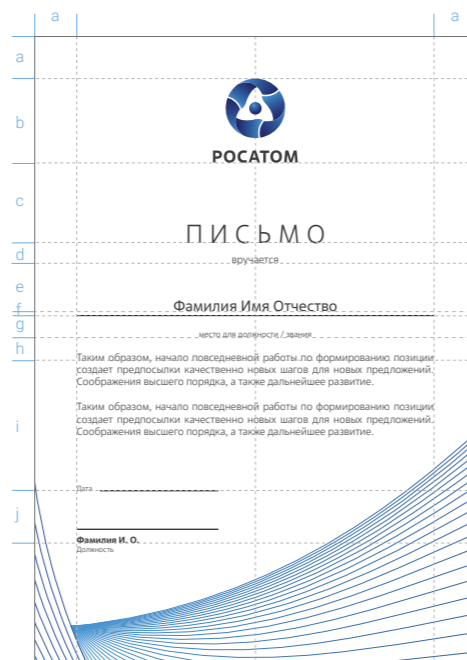 a a
a
b
РОСАТОМ
c
ПИСЬМО
d
вручается
e
Фамилия Имя Отчество
f
g
место для должности / звания
h
Таким образом, начало повседневной работы по формированию позиции
создает предпосылки качественно новых шагов для новых предложений.
Соображения высшего порядка, а также дальнейшее развитие.
Таким образом, начало повседневной работы по формированию позиции
создает предпосылки качественно новых шагов для новых предложений.
Соображения высшего порядка, а также дальнейшее развитие.
i
Дата
j
Фамилия И. О.
Должность